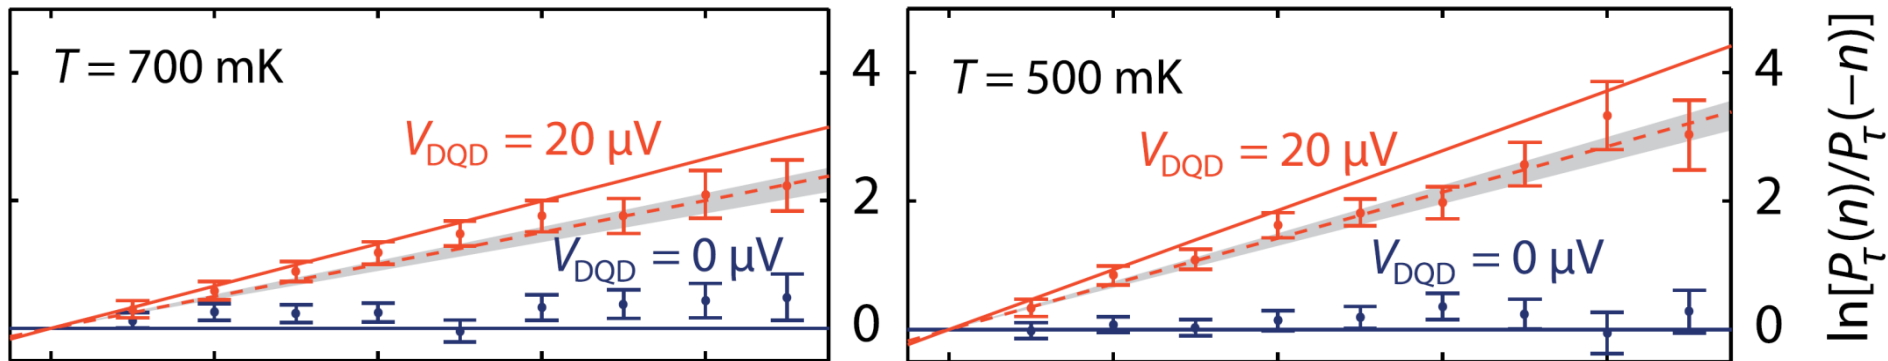 T = 700 mK
V_DQD = 20 µV
V_DQD = 0 µV
4
2
0
T = 500 mK
V_DQD = 20 µV
V_DQD = 0 µV
4
2
0
ln[P_τ(n)/P_τ(−n)]